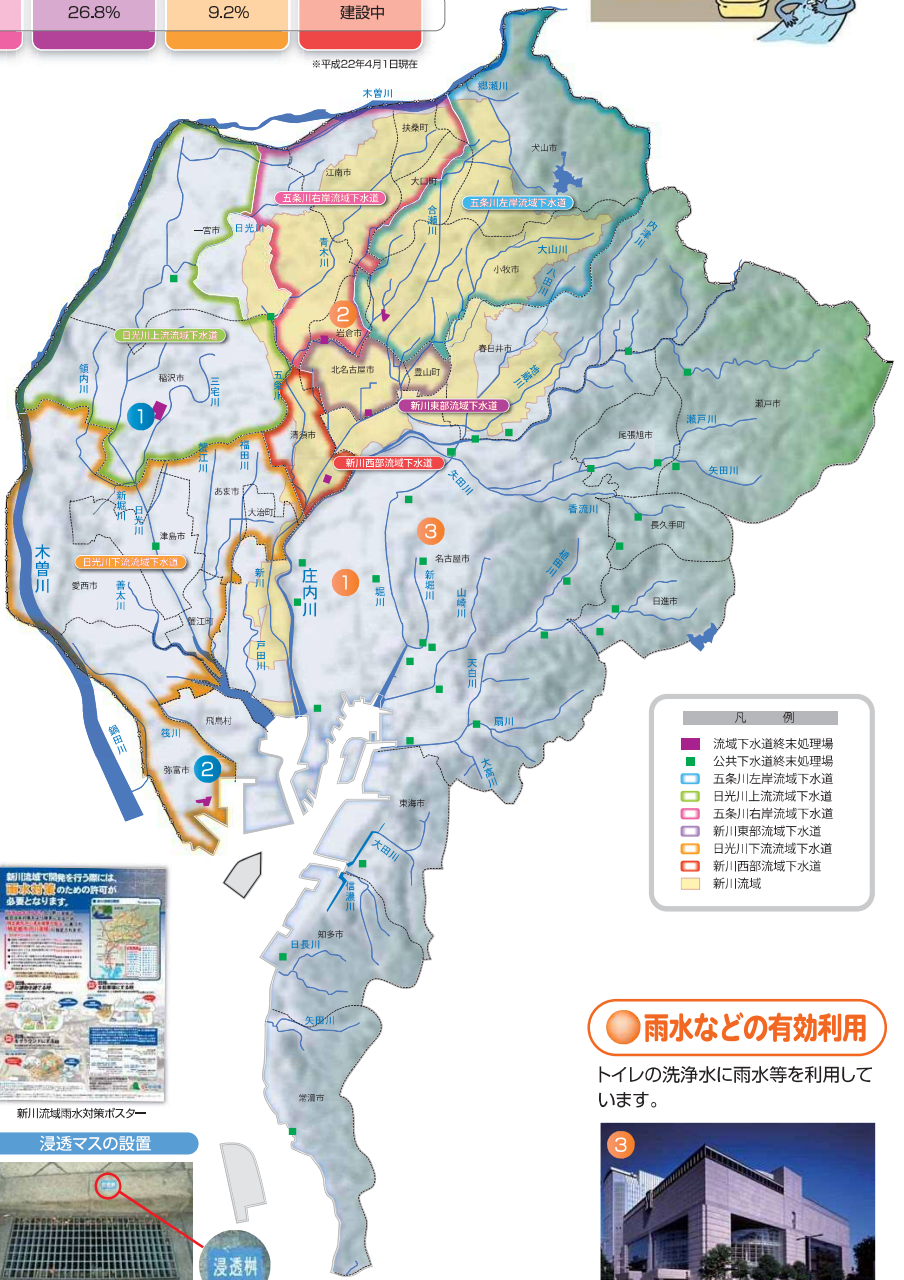 26.8%
9.2%
建設中
※平成22年4月1日現在
木曽川
郷瀬川
扶桑町
犬山市
江南市
大口町
五条川右岸流域下水道
五条川左岸流域下水道
合瀬川
一宮市
日光川
青木川
大山川
内津川
小牧市
八田川
2
岩倉市
日光川上流流域下水道
春日井市
北名古屋市
豊山町
領内川
稲沢市
三宅川
五条川
新川東部流域下水道
瀬戸市
1
瀬戸川
清須市
尾張旭市
蟹江川
福田川
新川西部流域下水道
矢田川
矢田川
あま市
新堀川
日光川
大治町
香流川
津島市
3
長久手町
木曽川
名古屋市
日光川下流流域下水道
新川
庄内川
1
堀川
新堀川
山崎川
愛西市
善太川
日進市
蟹江町
戸田川
天白川
飛島村
扇川
筏川
鍋田川
弥富市
2
大高川
東海市
大田川
信濃川
知多市
日長川
矢田川
常滑市
凡 例
流域下水道終末処理場
公共下水道終末処理場
五条川左岸流域下水道
日光川上流流域下水道
五条川右岸流域下水道
新川東部流域下水道
日光川下流流域下水道
新川西部流域下水道
新川流域
新川流域で開発を行う際には、
雨水対策のための許可が
必要となります。
新川流域雨水対策ポスター
浸透マスの設置
浸透桝
雨水などの有効利用
トイレの洗浄水に雨水等を利用して
います。
3